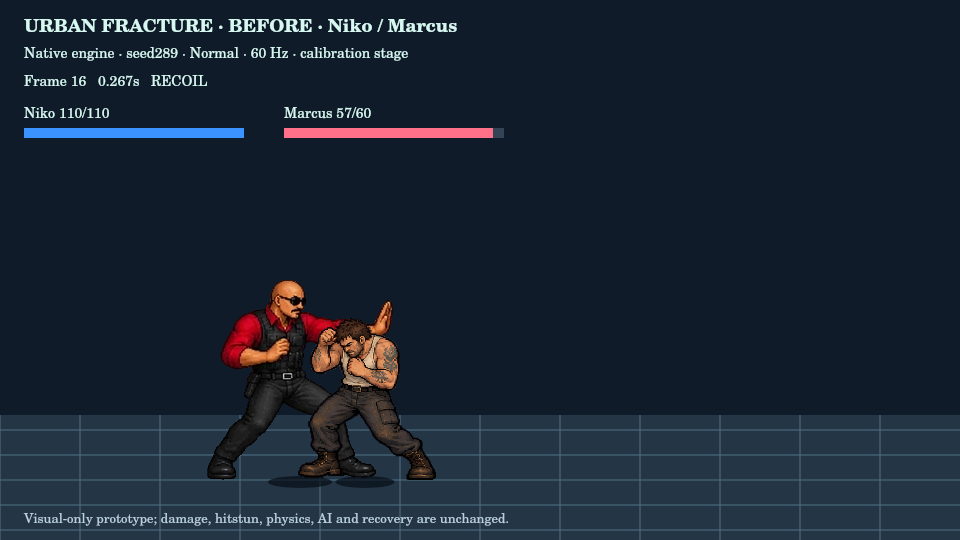 URBAN FRACTURE · BEFORE · Niko / Marcus
Native engine · seed289 · Normal · 60 Hz · calibration stage
Frame 16 0.267s RECOIL
Niko 110/110
Marcus 57/60
Visual-only prototype; damage, hitstun, physics, AI and recovery are unchanged.